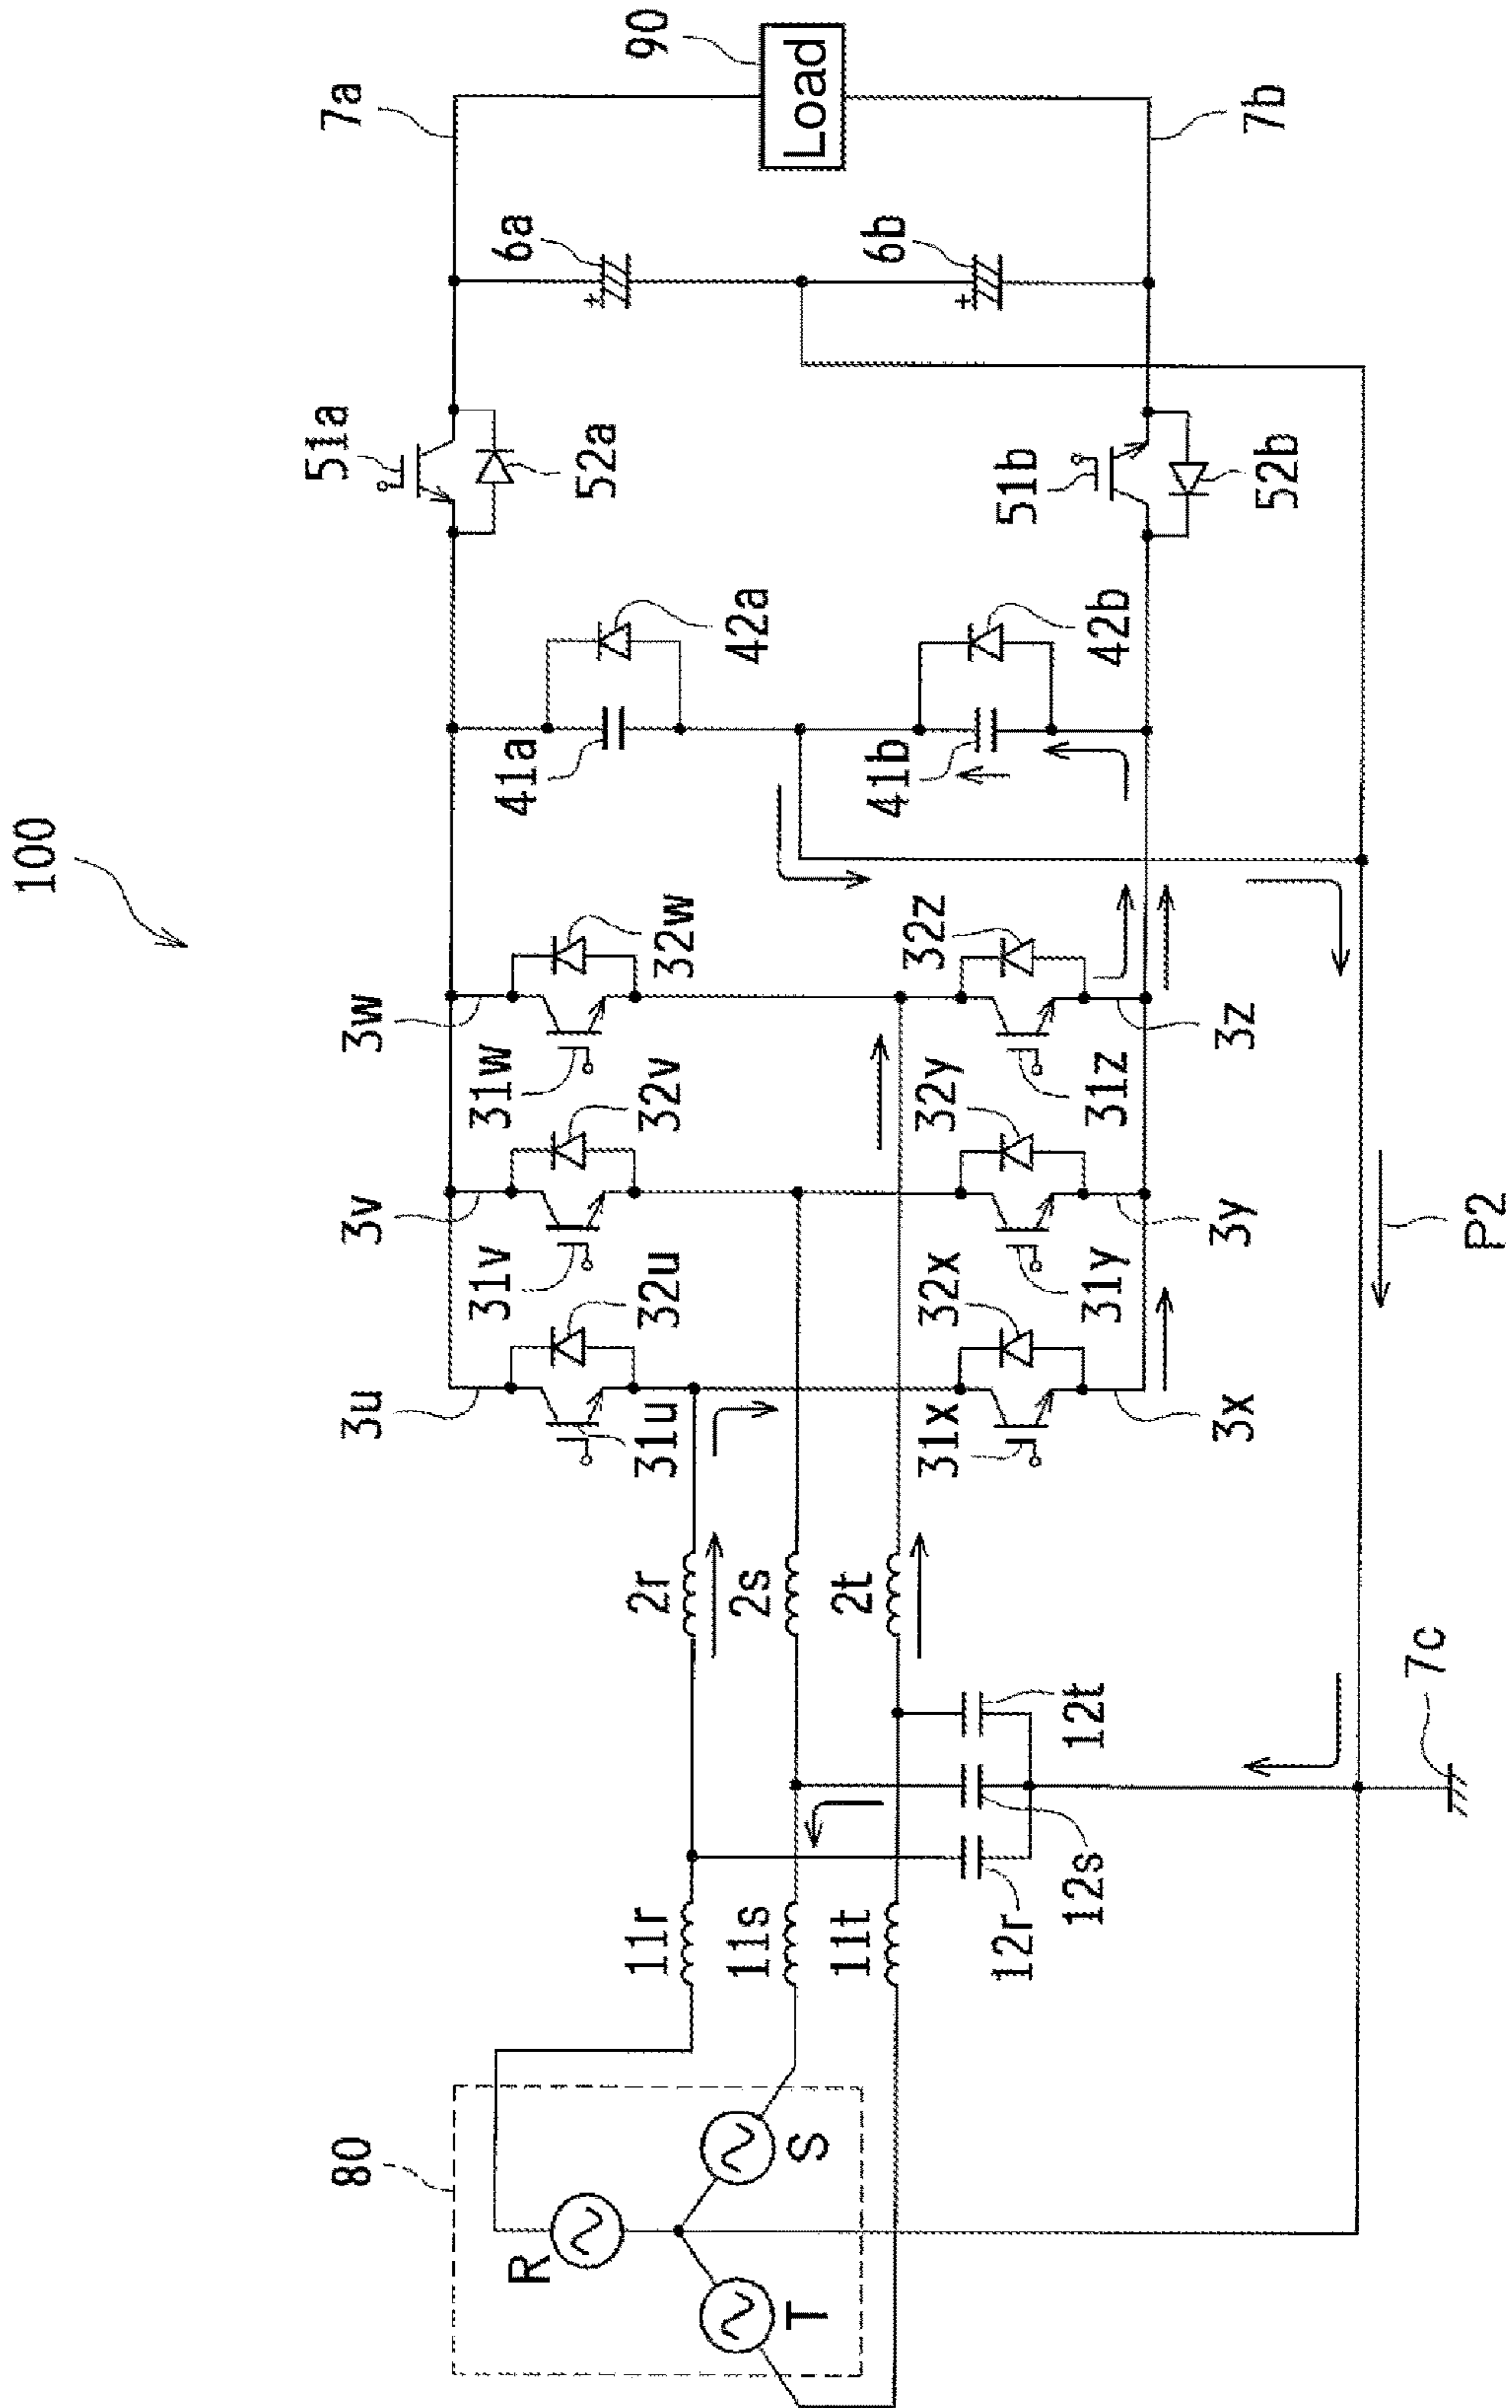 100
7a
90
Load
7b
6a
6b
51a
52a
51b
52b
41a
42a
41b
42b
3w
31w
32w
3z
31z
32z
3v
31v
32v
3y
31y
32y
3u
31u
32u
3x
31x
32x
P2
2r
2s
2t
7c
12t
12s
12r
11r
11s
11t
80
R
S
T
+
+